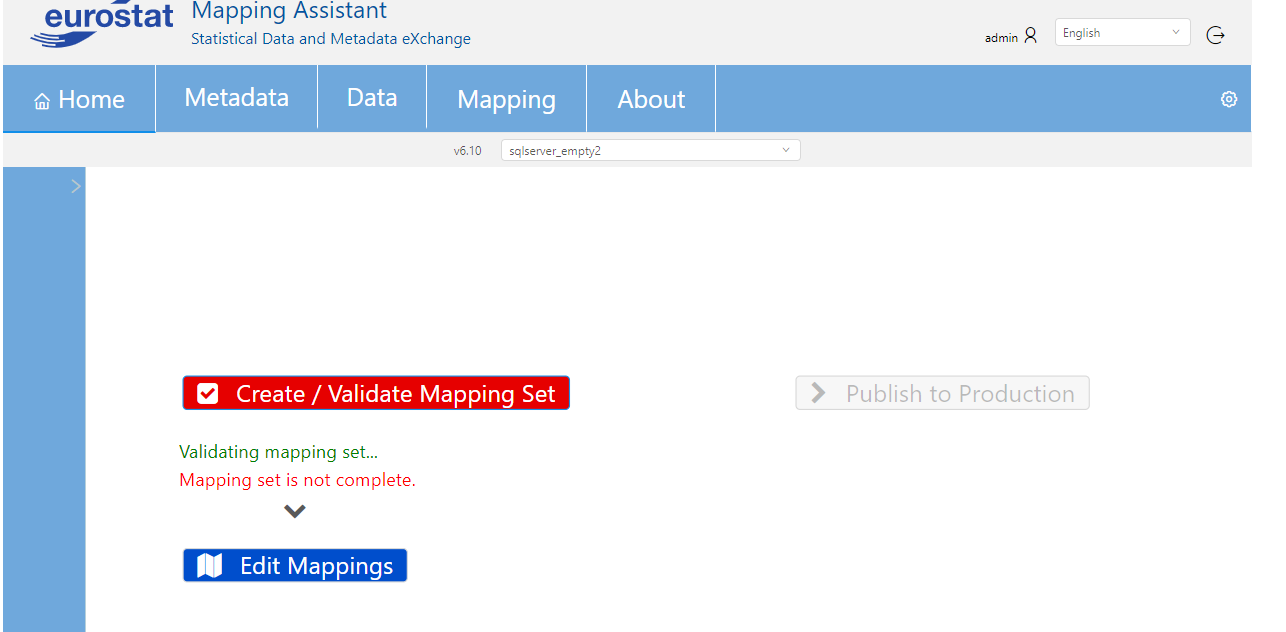 eurostat
Mapping Assistant
Statistical Data and Metadata eXchange
admin
English
Home
Metadata
Data
Mapping
About
v6.10
sqlserver_empty2
Create / Validate Mapping Set
Publish to Production
Validating mapping set...
Mapping set is not complete.
Edit Mappings